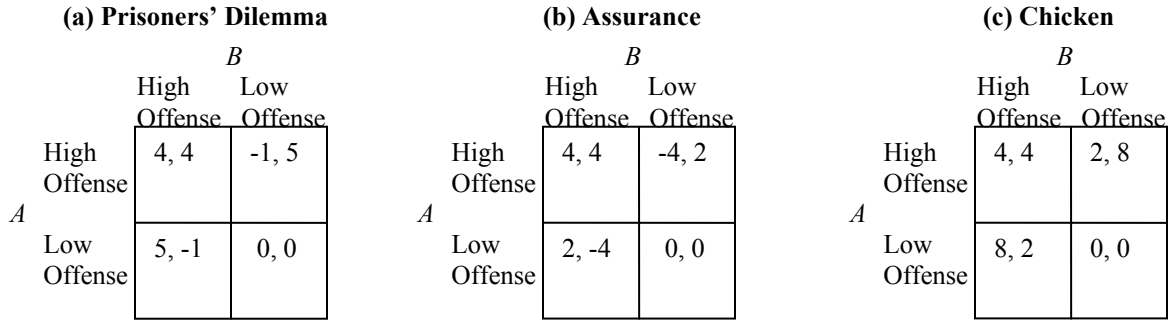 (a) Prisoners’ Dilemma (b) Assurance (c) Chicken
B B B
High Low High Low High Low
Offense Offense Offense Offense Offense Offense
High 4, 4 -1, 5 High 4, 4 -4, 2 High 4, 4 2, 8
Offense Offense Offense
A A A
Low 5, -1 0, 0 Low 2, -4 0, 0 Low 8, 2 0, 0
Offense Offense Offense